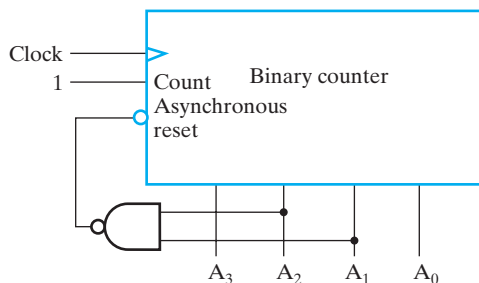 Clock
1
Count
Binary counter
Asynchronous
reset
A₃ A₂ A₁ A₀